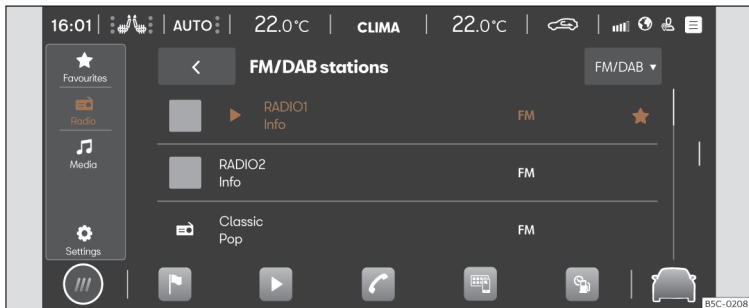 16:01 AUTO 22.0°C CLIMA 22.0°C
Favourites
Radio
Media
Settings
FM/DAB stations FM/DAB
RADIO1 FM
Info
RADIO2 FM
Info
Classic FM
Pop
B5C-0208